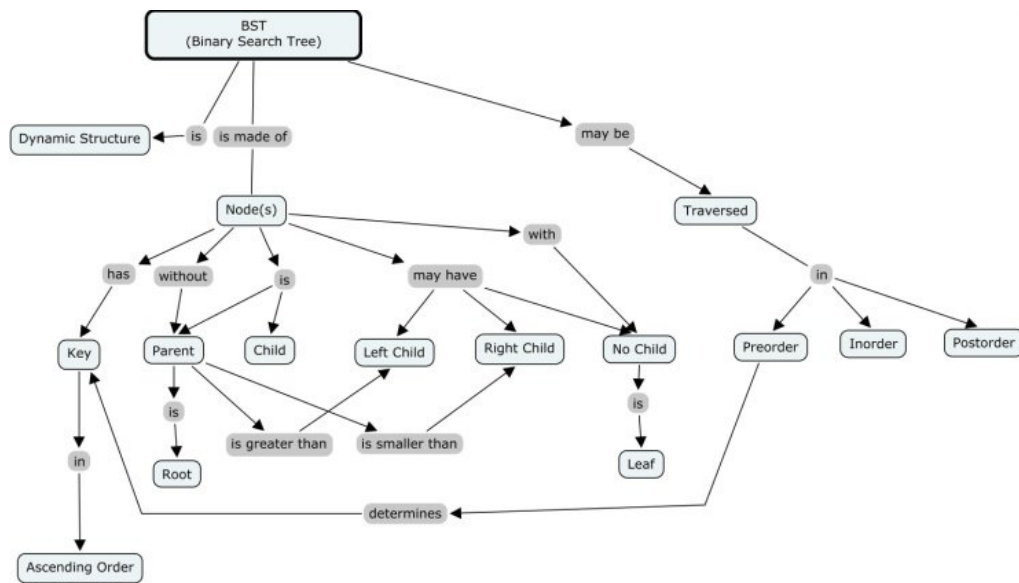 BST
(Binary Search Tree)
Dynamic Structure
is
is made of
may be
Node(s)
Traversed
with
has
without
is
may have
in
Key
Parent
Child
Left Child
Right Child
No Child
Preorder
Inorder
Postorder
is
is
is greater than
is smaller than
in
Root
Leaf
determines
Ascending Order